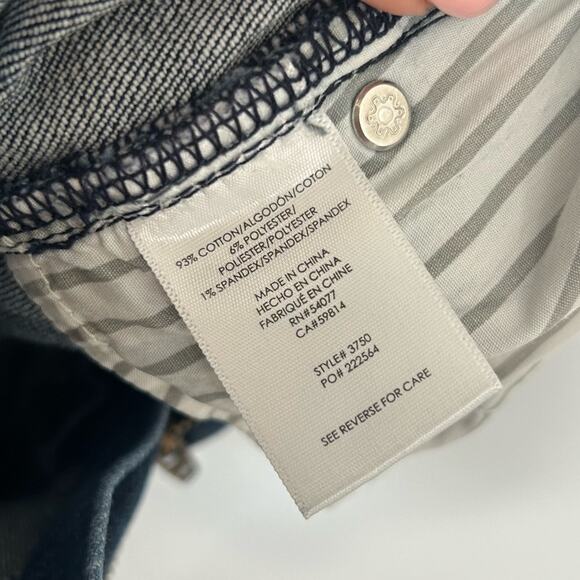 93% COTTON/ALGODÓN/COTON
6% POLYESTER/
POLIESTER/POLYESTER
1% SPANDEX/SPANDEX/SPANDEX
MADE IN CHINA
HECHO EN CHINA
FABRIQUÉ EN CHINE
RN#54077
CA#59814
STYLE# 3750
PO# 222564
SEE REVERSE FOR CARE